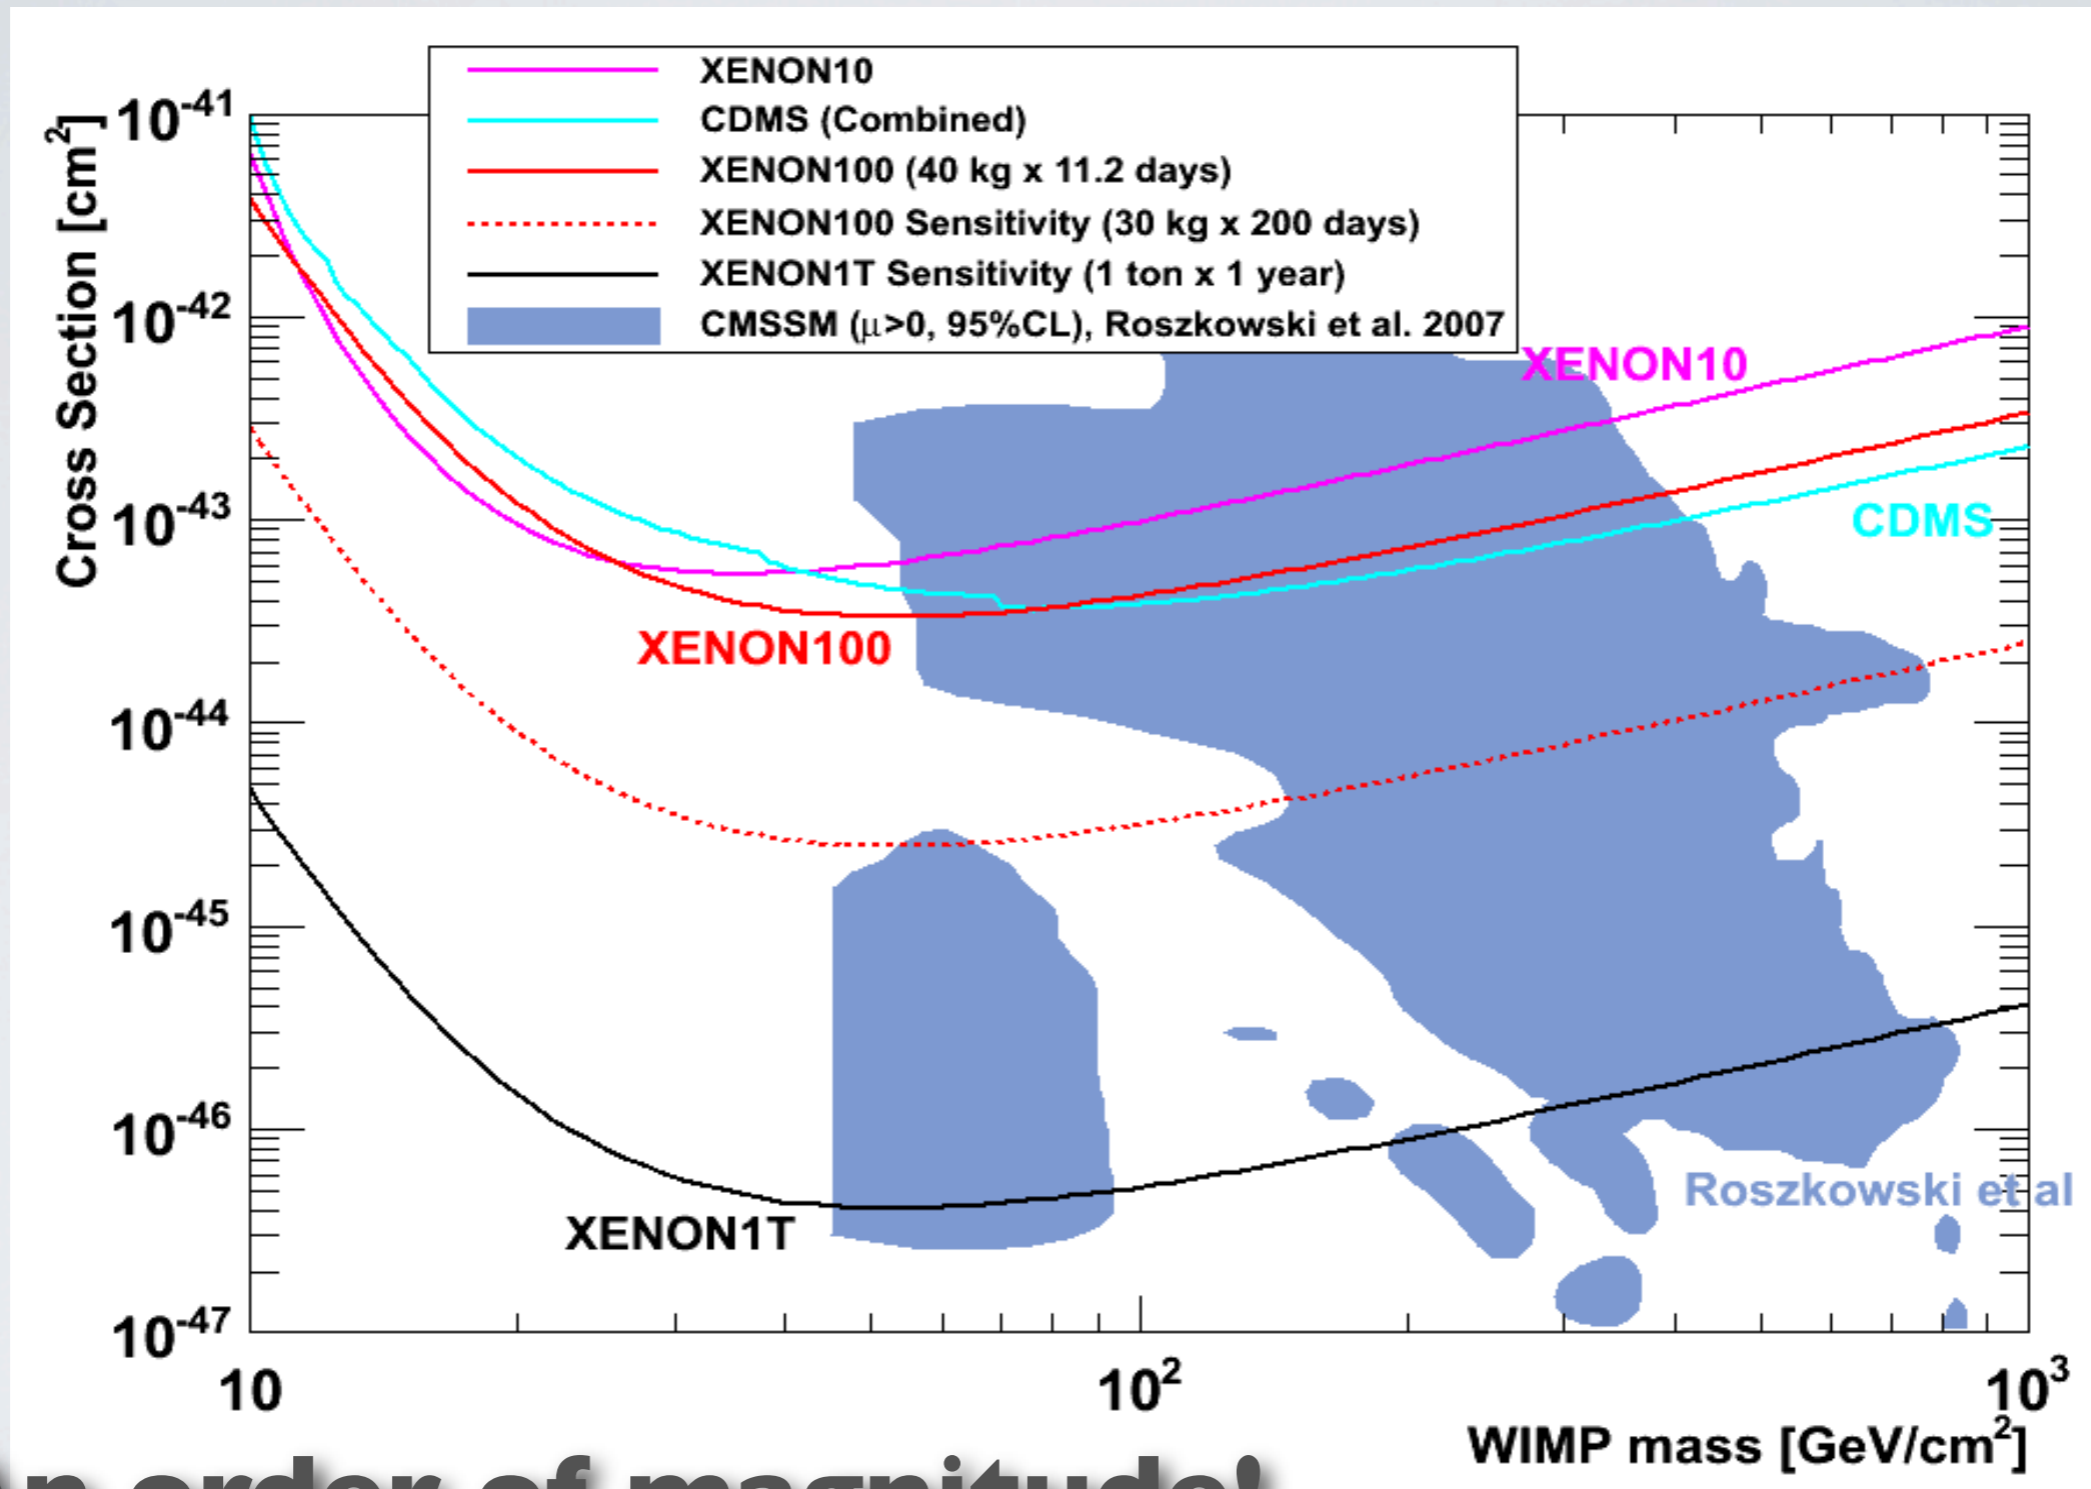 XENON10
CDMS (Combined)
XENON100 (40 kg x 11.2 days)
XENON100 Sensitivity (30 kg x 200 days)
XENON1T Sensitivity (1 ton x 1 year)
CMSSM (μ>0, 95%CL), Roszkowski et al. 2007
Cross Section [cm²]
10⁻⁴¹
10⁻⁴²
10⁻⁴³
10⁻⁴⁴
10⁻⁴⁵
10⁻⁴⁶
10⁻⁴⁷
XENON10
CDMS
XENON100
Roszkowski et al
XENON1T
10
10²
10³
WIMP mass [GeV/cm²]
order of magnitude!